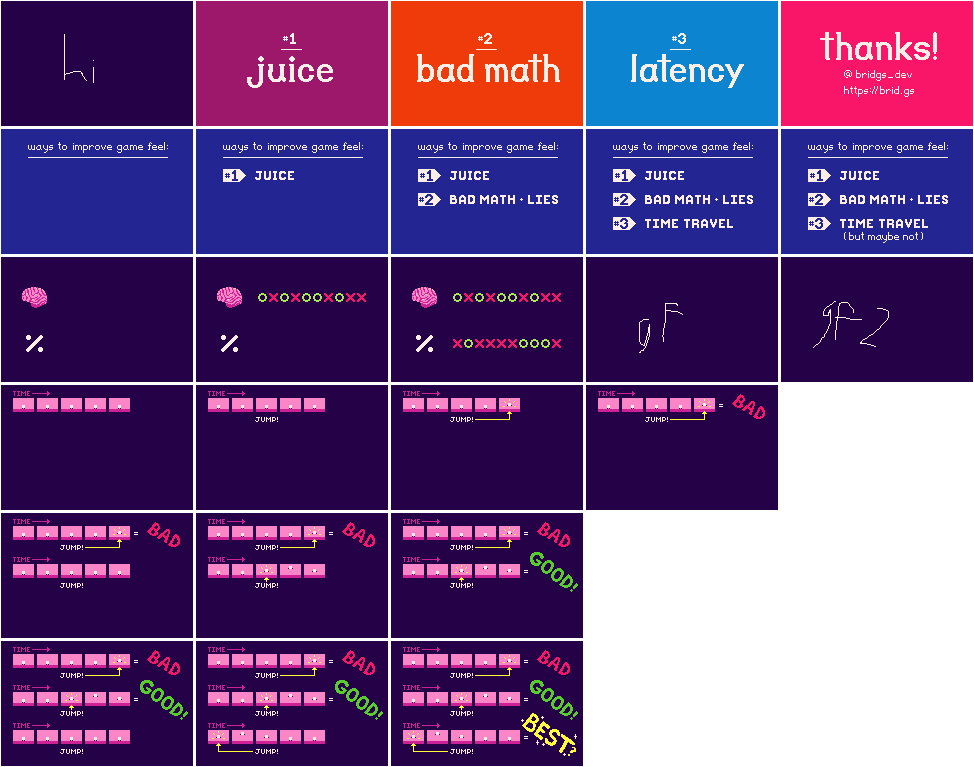 hi
#1
juice
#2
bad math
#3
latency
thanks!
@ bridgs_dev
https://brid.gs
ways to improve game feel:
ways to improve game feel:
#1 JUICE
ways to improve game feel:
#1 JUICE
#2 BAD MATH · LIES
ways to improve game feel:
#1 JUICE
#2 BAD MATH · LIES
#3 TIME TRAVEL
ways to improve game feel:
#1 JUICE
#2 BAD MATH · LIES
#3 TIME TRAVEL
(but maybe not)
%
%
OXOXOOXOXX
%
OXOXOOXOXX
XOXXXXOOOX
gF
gF2
TIME
TIME
JUMP!
TIME
JUMP!
TIME
= BAD
JUMP!
TIME
= BAD
JUMP!
TIME
JUMP!
TIME
= BAD
JUMP!
TIME
JUMP!
TIME
= BAD
JUMP!
TIME
= GOOD!
JUMP!
TIME
= BAD
JUMP!
TIME
= GOOD!
JUMP!
TIME
JUMP!
TIME
= BAD
JUMP!
TIME
= GOOD!
JUMP!
TIME
JUMP!
TIME
= BAD
JUMP!
TIME
= GOOD!
JUMP!
TIME
= BEST?
JUMP!